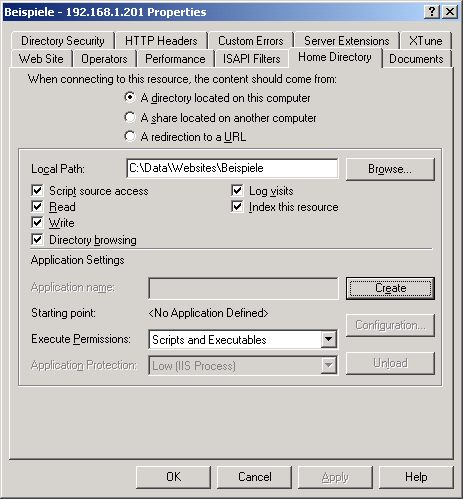 Beispiele - 192.168.1.201 Properties
Directory Security HTTP Headers Custom Errors Server Extensions XTune
Web Site Operators Performance ISAPI Filters Home Directory Documents
When connecting to this resource, the content should come from:
A directory located on this computer
A share located on another computer
A redirection to a URL
Local Path: C:\Data\Websites\Beispiele Browse...
Script source access Log visits
Read Index this resource
Write
Directory browsing
Application Settings
Application name: Create
Starting point: <No Application Defined>
Configuration...
Execute Permissions: Scripts and Executables
Application Protection: Low (IIS Process) Unload
OK Cancel Apply Help